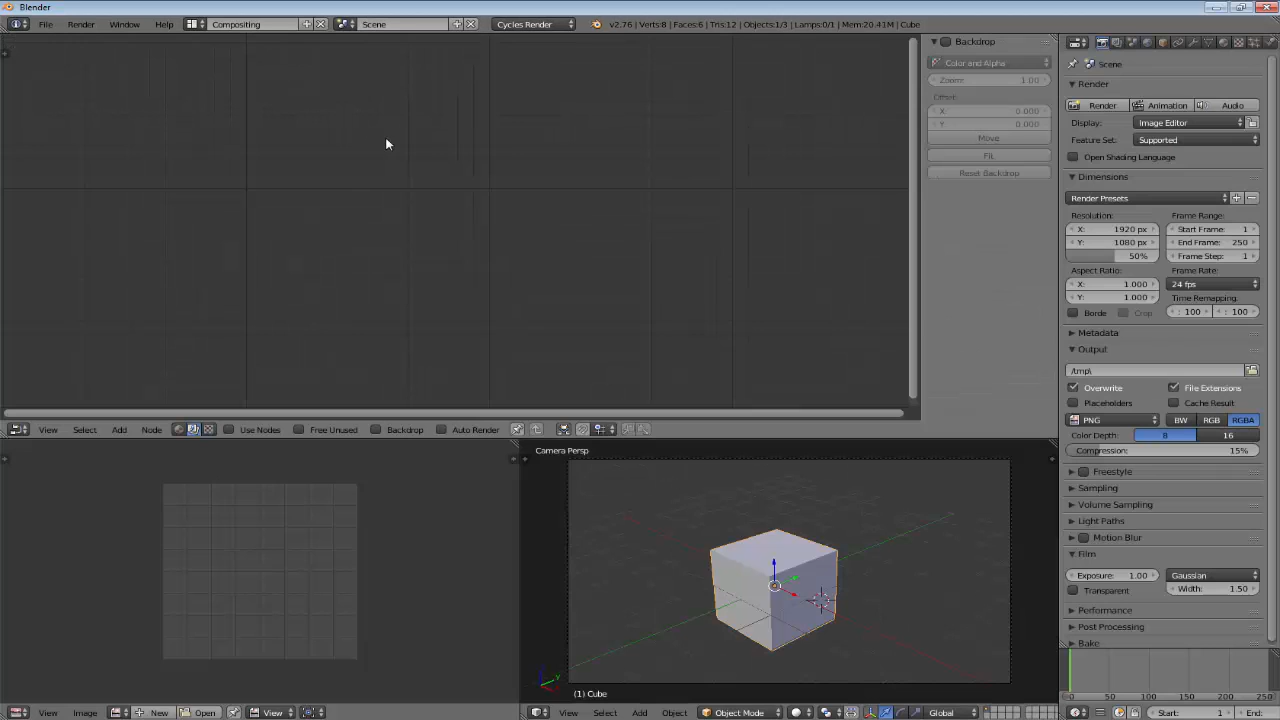 Blender
File Render Window Help Compositing Scene Cycles Render v2.76 | Verts:8 | Faces:6 | Tris:12 | Objects:1/3 | Lamps:0/1 | Mem:20.41M | Cube
Backdrop
Color and Alpha
Zoom: 1.00
Offset:
X: 0.000
Y: 0.000
Move
Fit
Reset Backdrop
Scene
Render
Render Animation Audio
Display: Image Editor
Feature Set: Supported
Open Shading Language
Dimensions
Render Presets
Resolution: Frame Range:
X: 1920 px Start Frame: 1
Y: 1080 px End Frame: 250
50% Frame Step: 1
Aspect Ratio: Frame Rate:
X: 1.000 24 fps
Y: 1.000 Time Remapping:
Borde Crop : 100 : 100
Metadata
Output
/tmp\
Overwrite File Extensions
Placeholders Cache Result
PNG BW RGB RGBA
Color Depth: 8 16
Compression: 15%
Freestyle
Sampling
Volume Sampling
Light Paths
Motion Blur
Film
Exposure: 1.00 Gaussian
Transparent Width: 1.50
Performance
Post Processing
Bake
View Select Add Node Use Nodes Free Unused Backdrop Auto Render
Camera Persp
(1) Cube
0 50 100 150 200 250
View Image New Open View
View Select Add Object Object Mode Global
Start: 1 End: